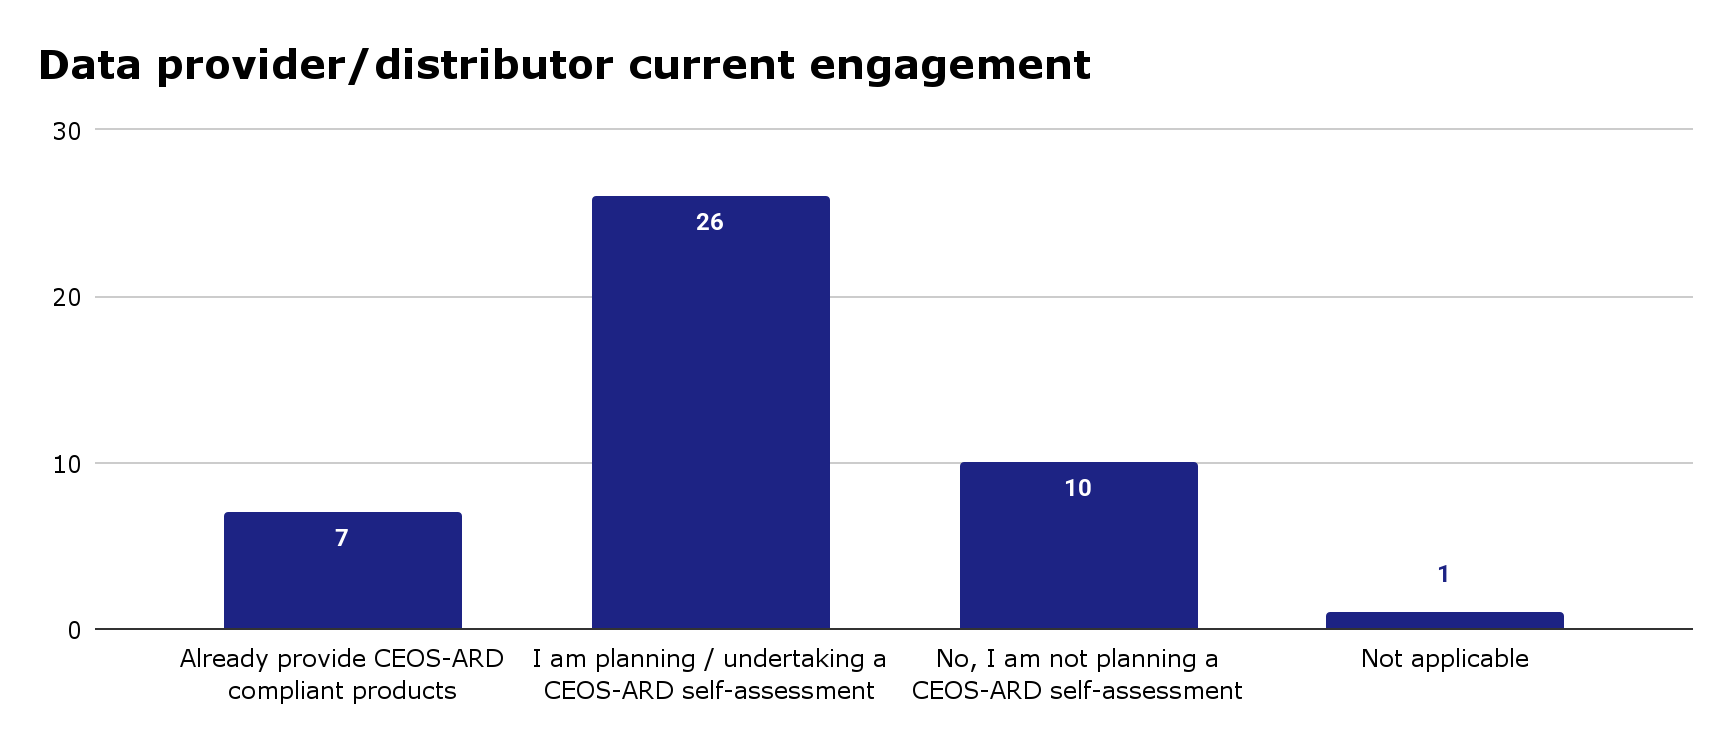 Data provider/distributor current engagement
30
20
10
0
7
26
10
1
Already provide CEOS-ARD
compliant products
I am planning / undertaking a
CEOS-ARD self-assessment
No, I am not planning a
CEOS-ARD self-assessment
Not applicable